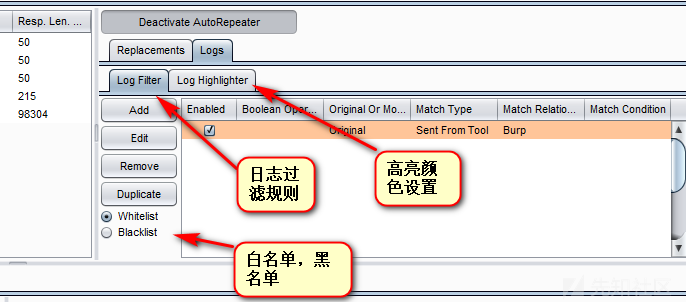 Resp. Len. ...
50
50
50
215
98304
Deactivate AutoRepeater
Replacements
Logs
Log Filter
Log Highlighter
Add
Edit
Remove
Duplicate
Whitelist
Blacklist
Enabled
Boolean Oper...
Original Or Mo...
Match Type
Match Relatio...
Match Condition
Original
Sent From Tool
Burp
日志过
滤规则
高亮颜
色设置
白名单，黑
名单